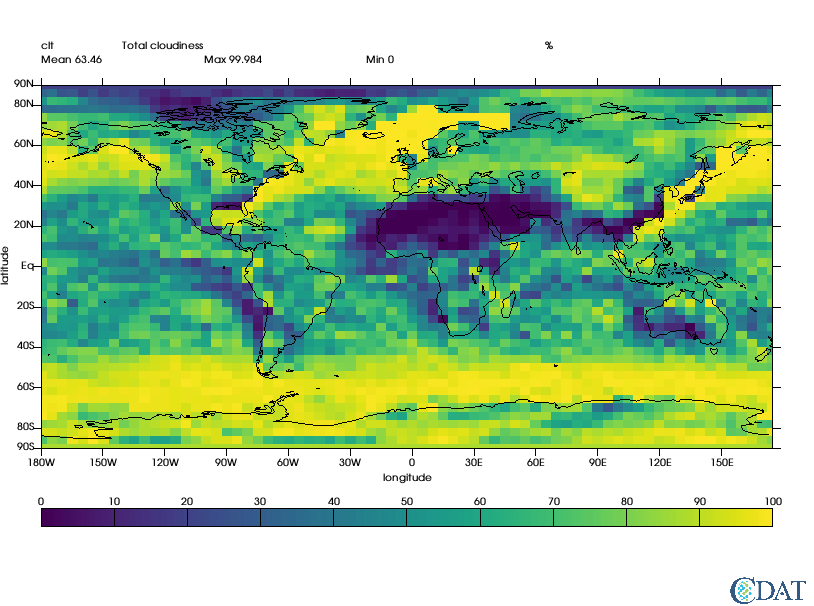 clt Total cloudiness %
Mean 63.46 Max 99.984 Min 0
90N
80N
60N
40N
20N
Eq
20S
40S
60S
80S
90S
latitude
180W 150W 120W 90W 60W 30W 0 30E 60E 90E 120E 150E
longitude
0 10 20 30 40 50 60 70 80 90 100
CDAT